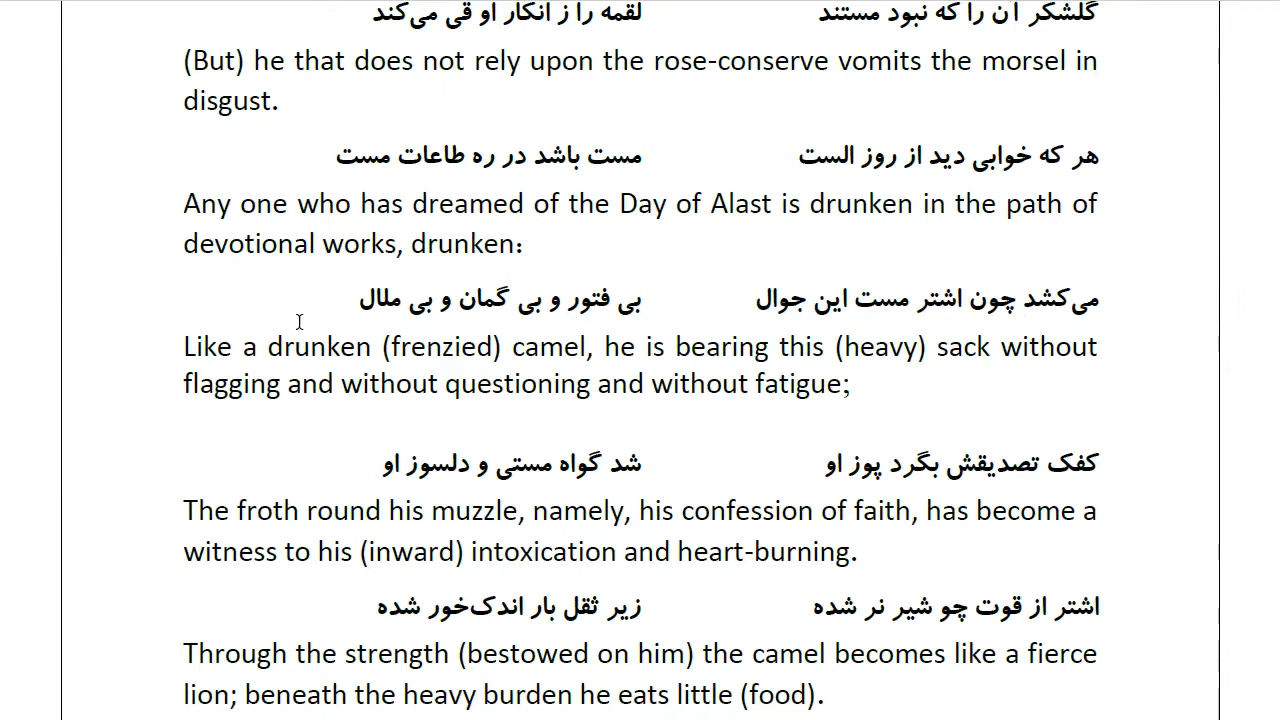 گلشکر آن را که نبود مستند لقمه را ز انکار او قی می‌کند
(But) he that does not rely upon the rose-conserve vomits the morsel in
disgust.
هر که خوابی دید از روز الست مست باشد در ره طاعات مست
Any one who has dreamed of the Day of Alast is drunken in the path of
devotional works, drunken:
می‌کشد چون اشتر مست این جوال بی فتور و بی گمان و بی ملال
Like a drunken (frenzied) camel, he is bearing this (heavy) sack without
flagging and without questioning and without fatigue;
کفک تصدیقش بگرد پوز او شد گواه مستی و دلسوز او
The froth round his muzzle, namely, his confession of faith, has become a
witness to his (inward) intoxication and heart-burning.
اشتر از قوت چو شیر نر شده زیر ثقل بار اندک‌خور شده
Through the strength (bestowed on him) the camel becomes like a fierce
lion; beneath the heavy burden he eats little (food).